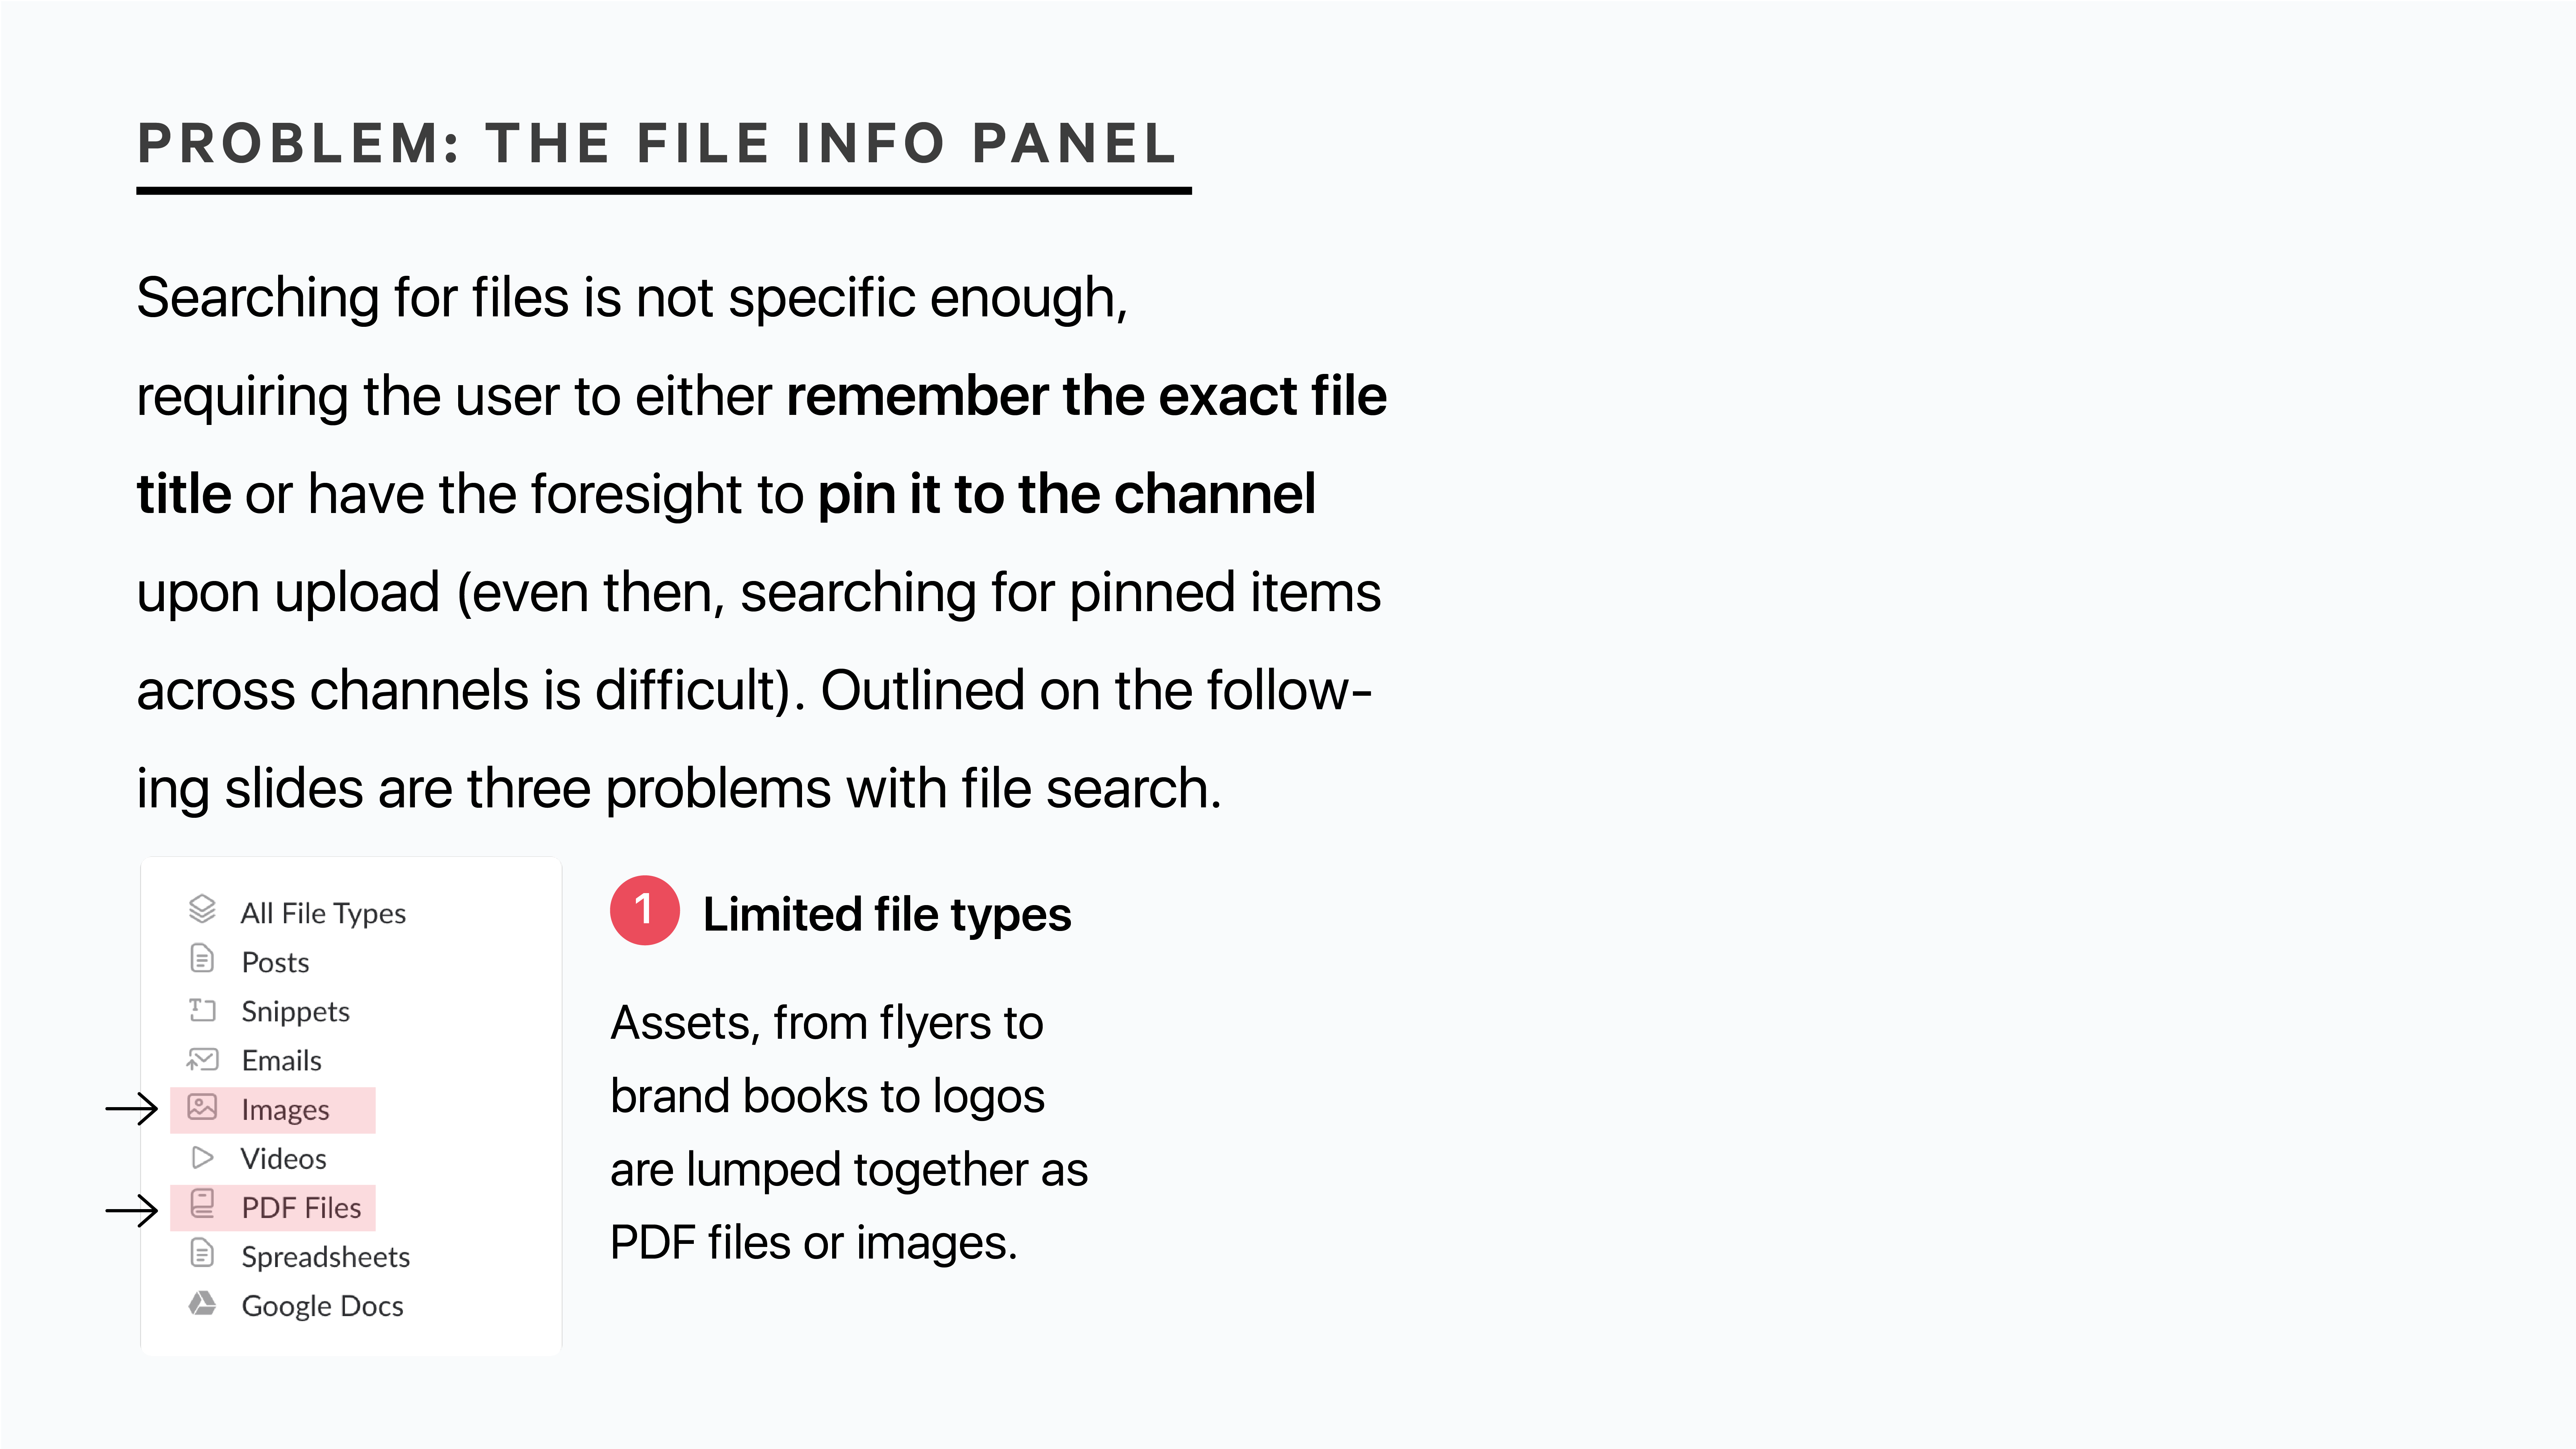 PROBLEM: THE FILE INFO PANEL
Searching for files is not specific enough,
requiring the user to either remember the exact file
title or have the foresight to pin it to the channel
upon upload (even then, searching for pinned items
across channels is difficult). Outlined on the follow-
ing slides are three problems with file search.
All File Types
Posts
Snippets
Emails
Images
Videos
PDF Files
Spreadsheets
Google Docs
1 Limited file types
Assets, from flyers to
brand books to logos
are lumped together as
PDF files or images.